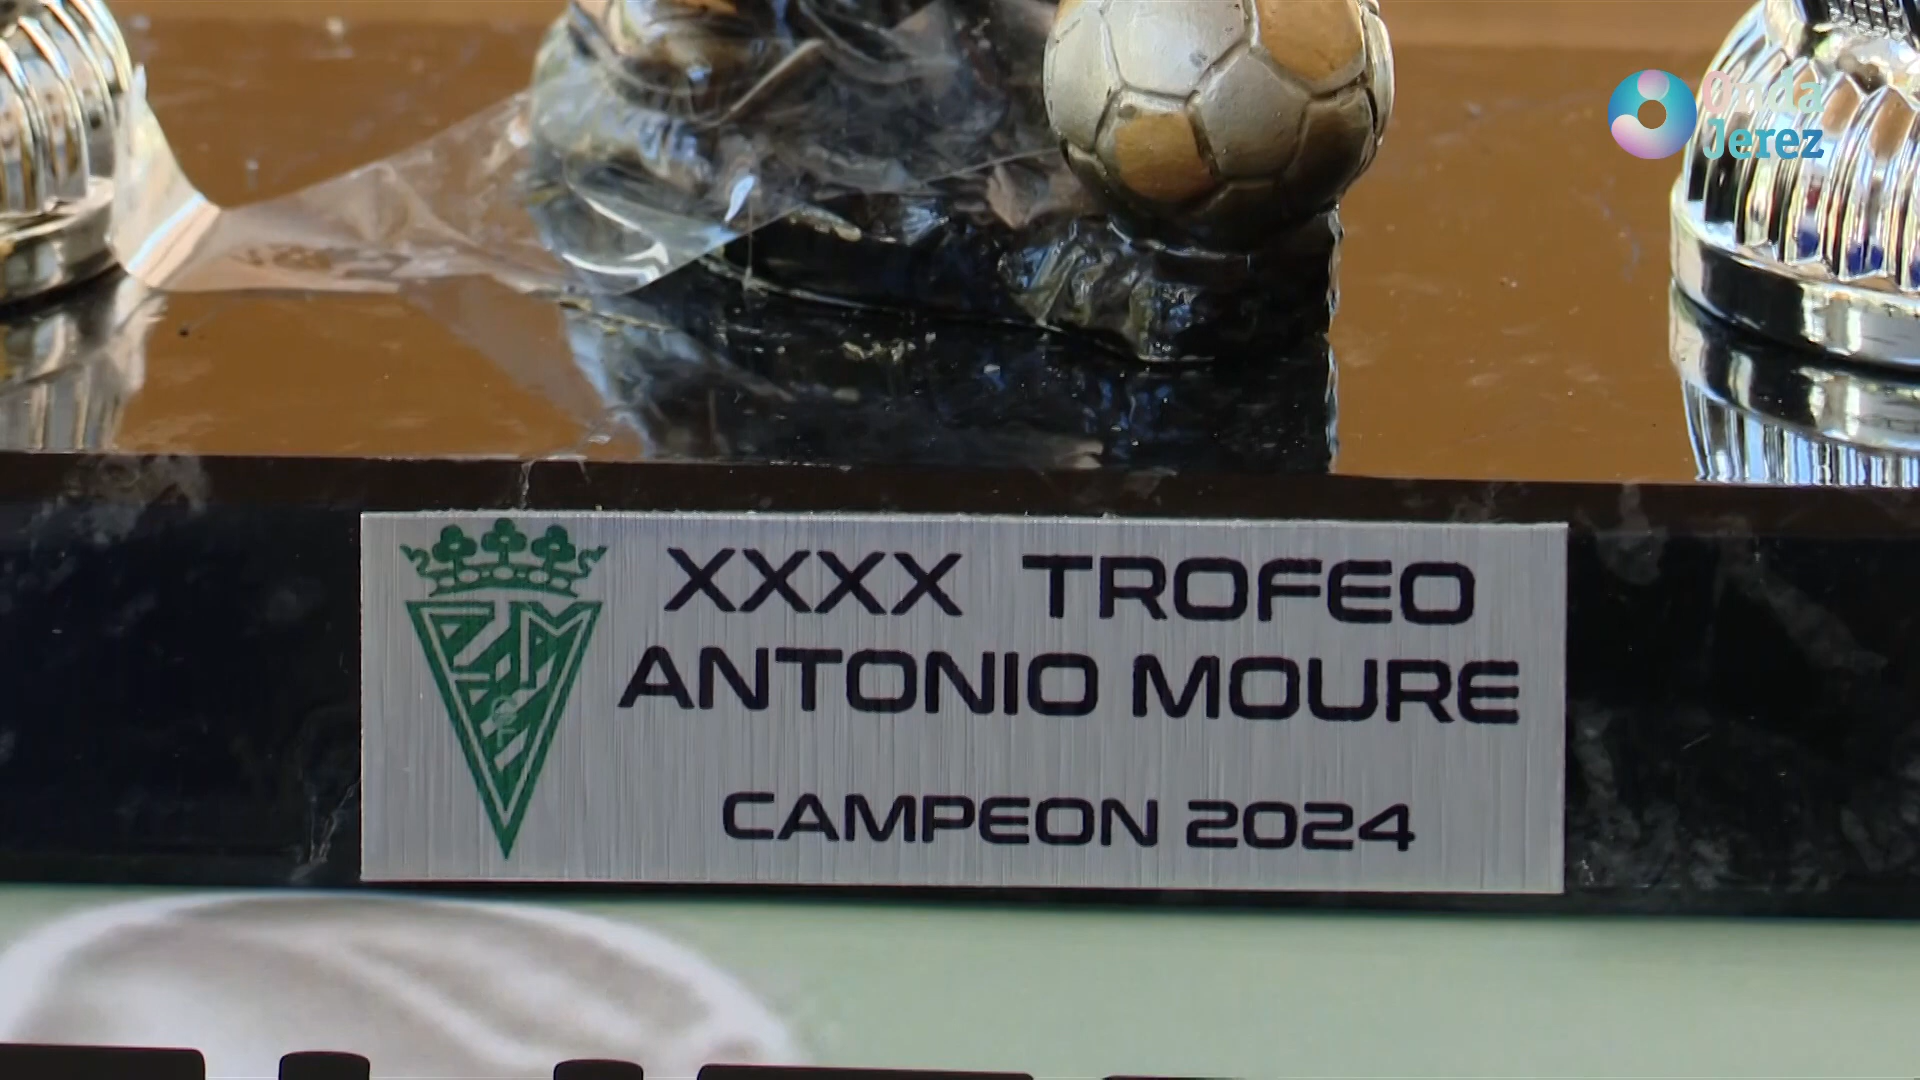 Onda
Jerez
XXXX TROFEO
ANTONIO MOURE
CAMPEON 2024